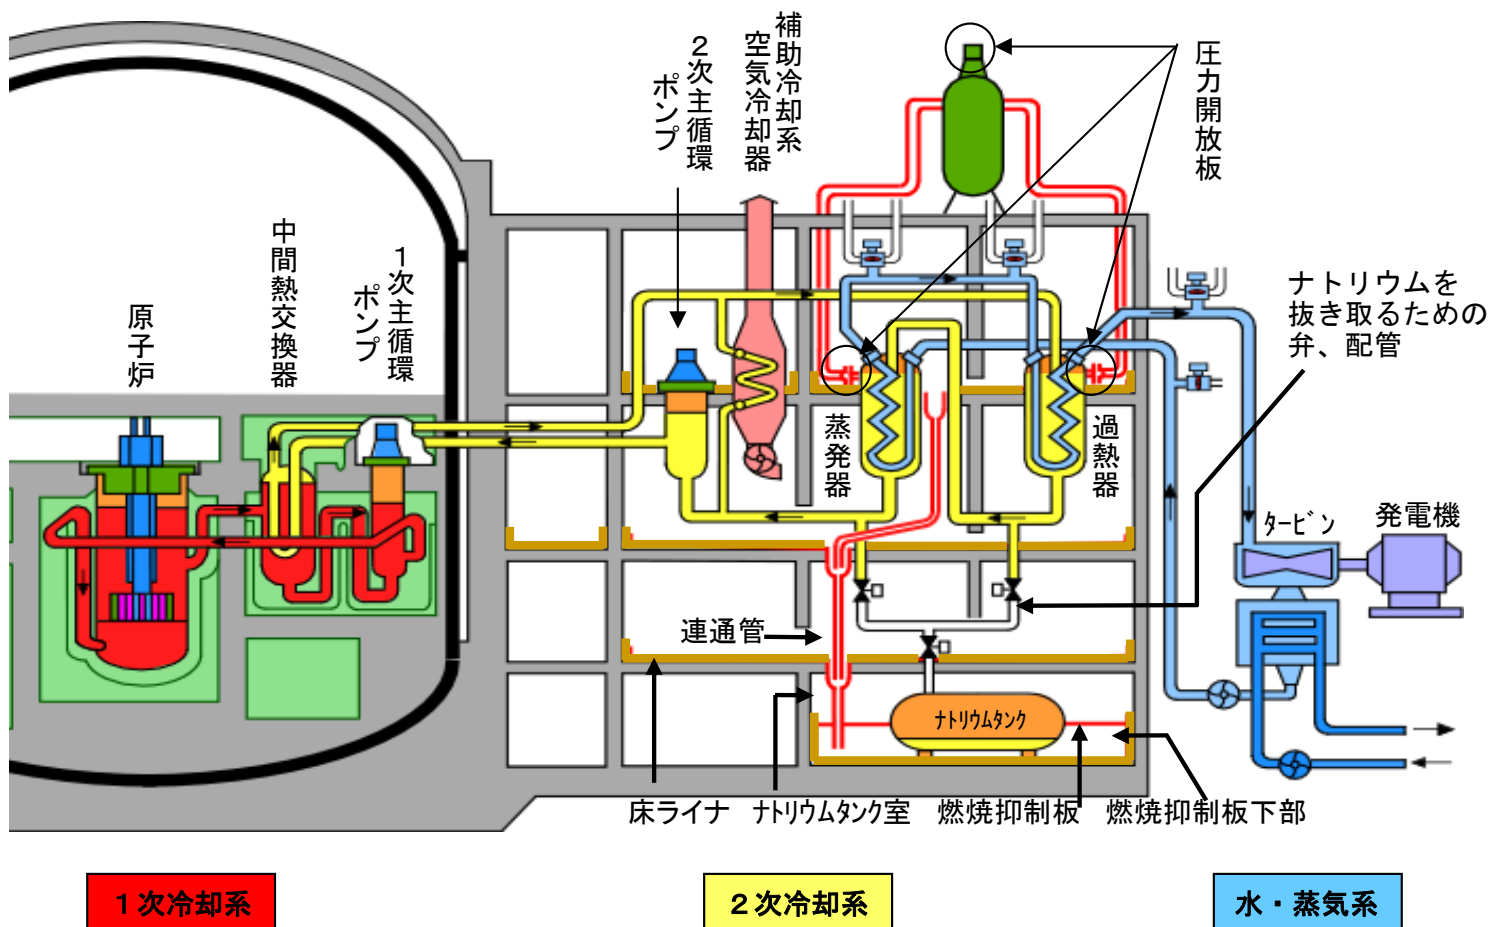 補助冷却系
空気冷却器
２次主循環
ポンプ
圧力開放板
中間熱交換器
１次主循環
ポンプ
原子炉
ナトリウムを
抜き取るための
弁、配管
蒸発器
過熱器
ﾀｰﾋﾞﾝ
発電機
連通管
ﾅﾄﾘｳﾑﾀﾝｸ
床ライナ
ﾅﾄﾘｳﾑﾀﾝｸ室
燃焼抑制板
燃焼抑制板下部
１次冷却系
２次冷却系
水・蒸気系